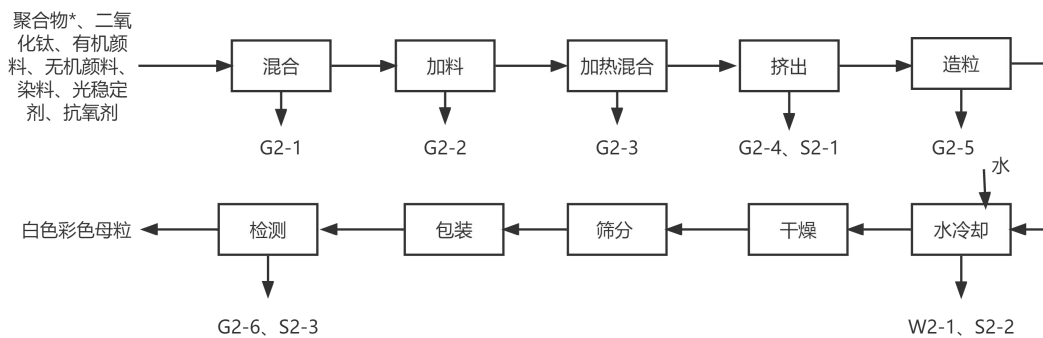 聚合物*、二氧
化钛、有机颜
料、无机颜料、
染料、光稳定
剂、抗氧剂
混合
加料
加热混合
挤出
造粒
G2-1
G2-2
G2-3
G2-4、S2-1
G2-5
水
白色彩色母粒
检测
包装
筛分
干燥
水冷却
G2-6、S2-3
W2-1、S2-2